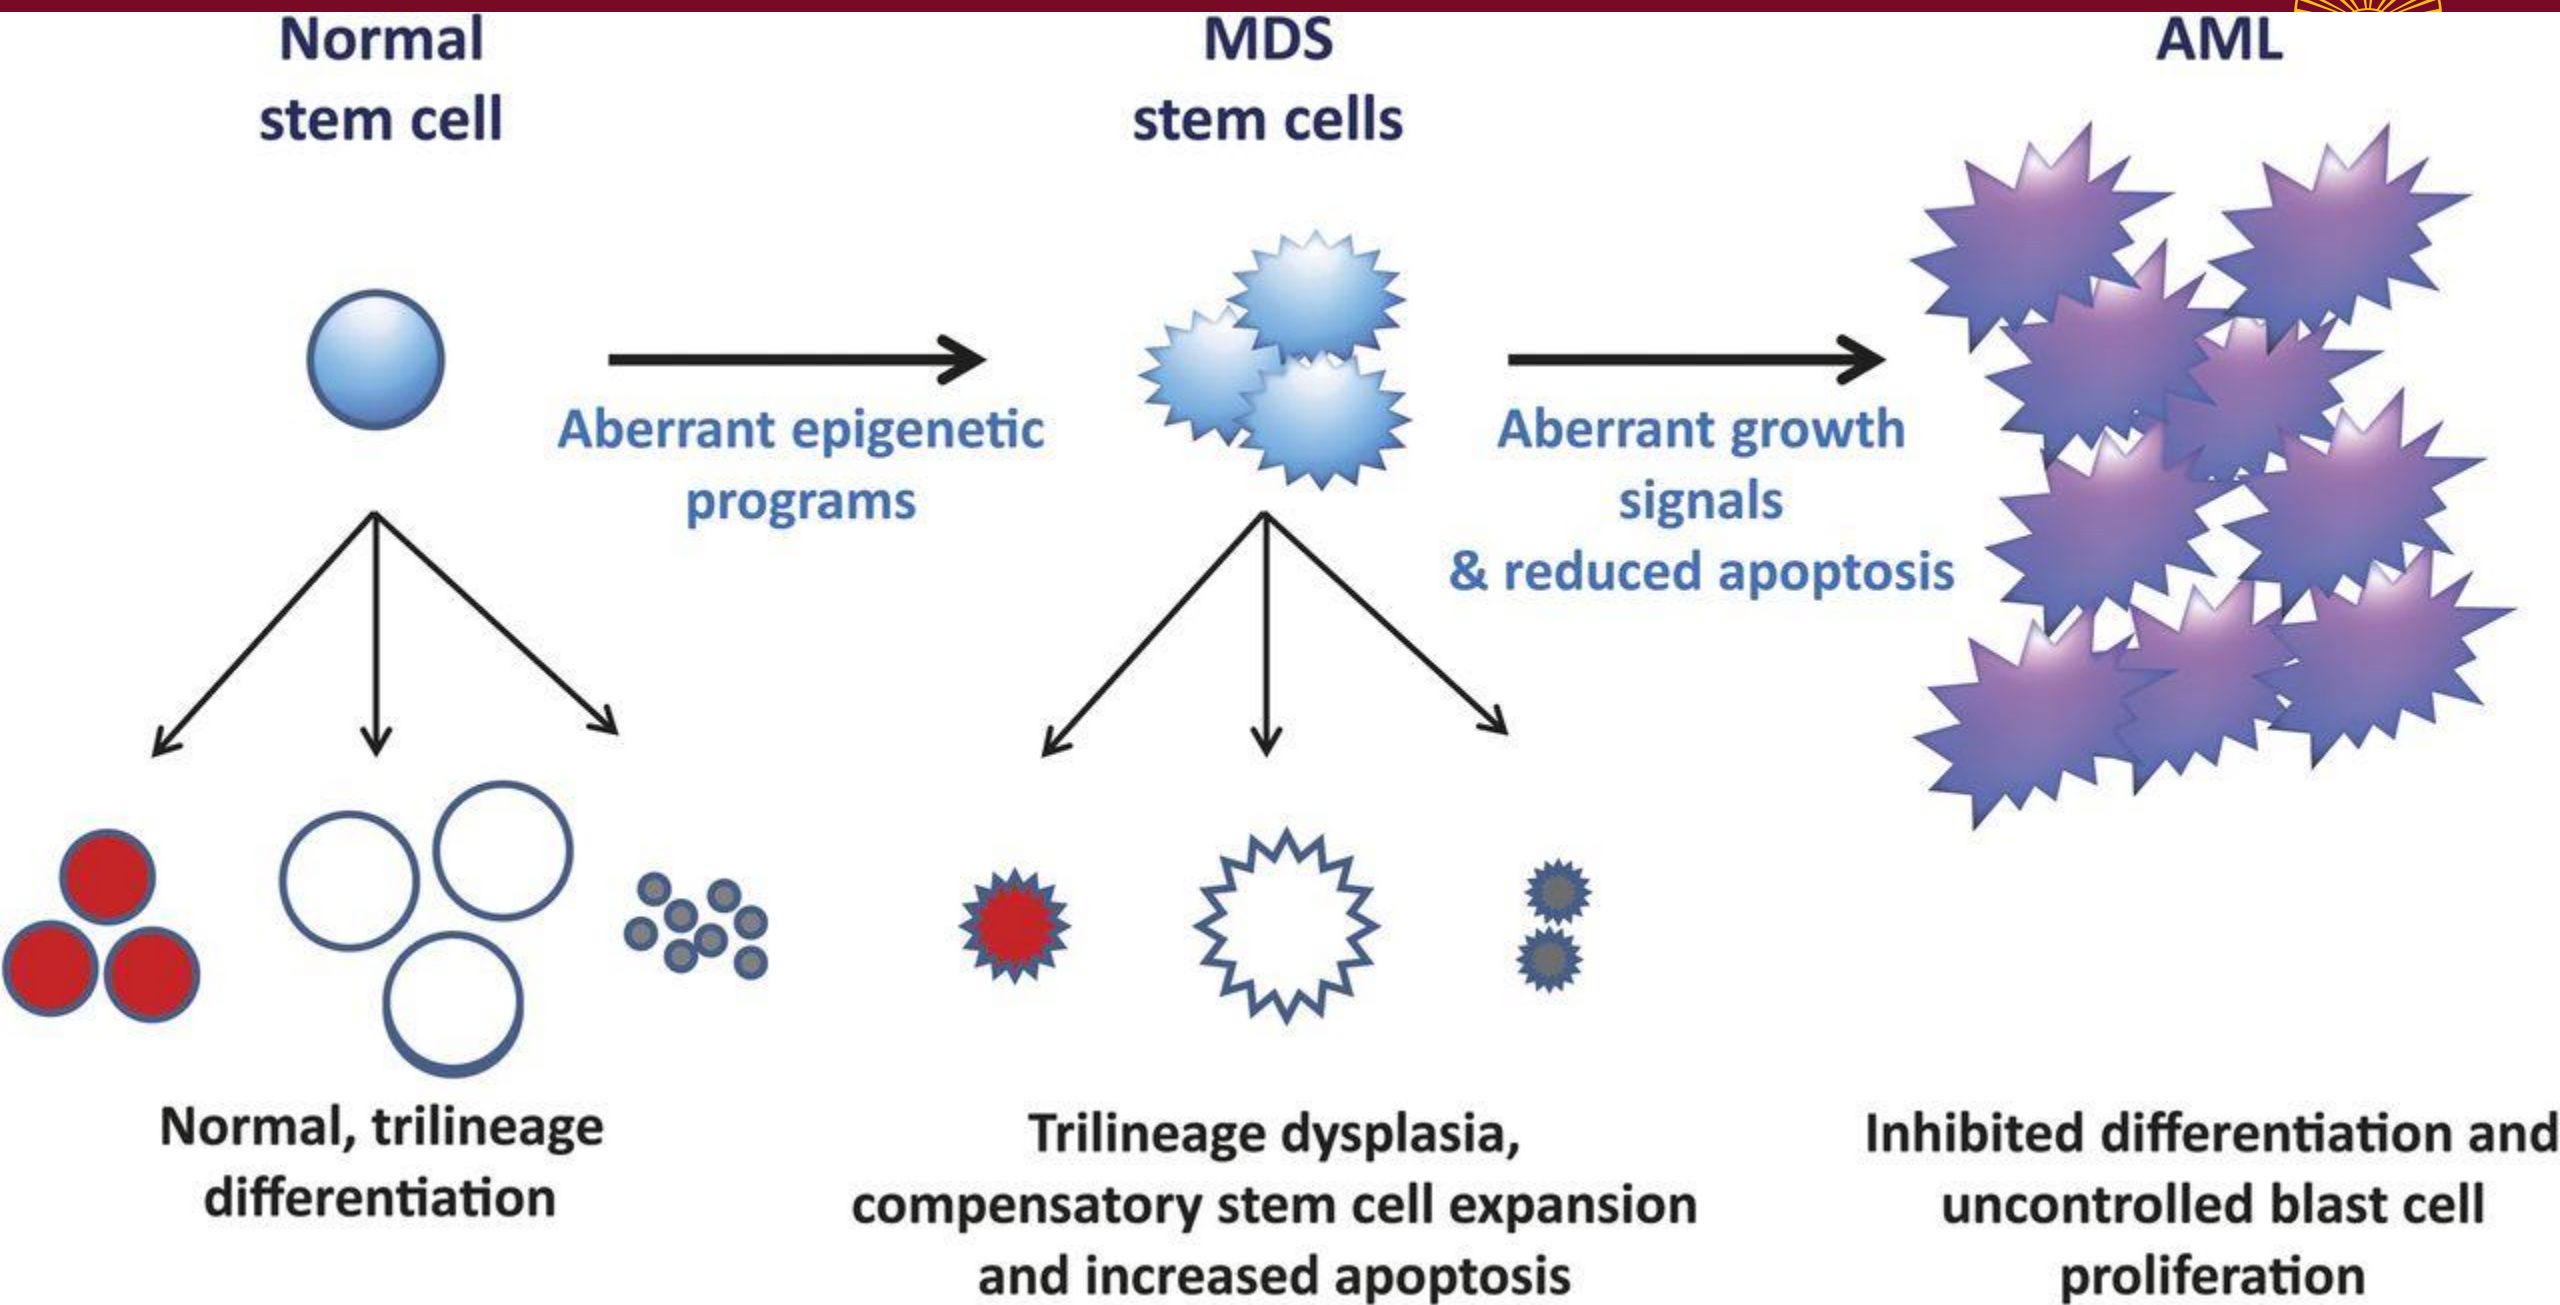 Normal
stem cell
MDS
stem cells
AML
Aberrant epigenetic
programs
Aberrant growth
signals
& reduced apoptosis
Normal, trilineage
differentiation
Trilineage dysplasia,
compensatory stem cell expansion
and increased apoptosis
Inhibited differentiation and
uncontrolled blast cell
proliferation